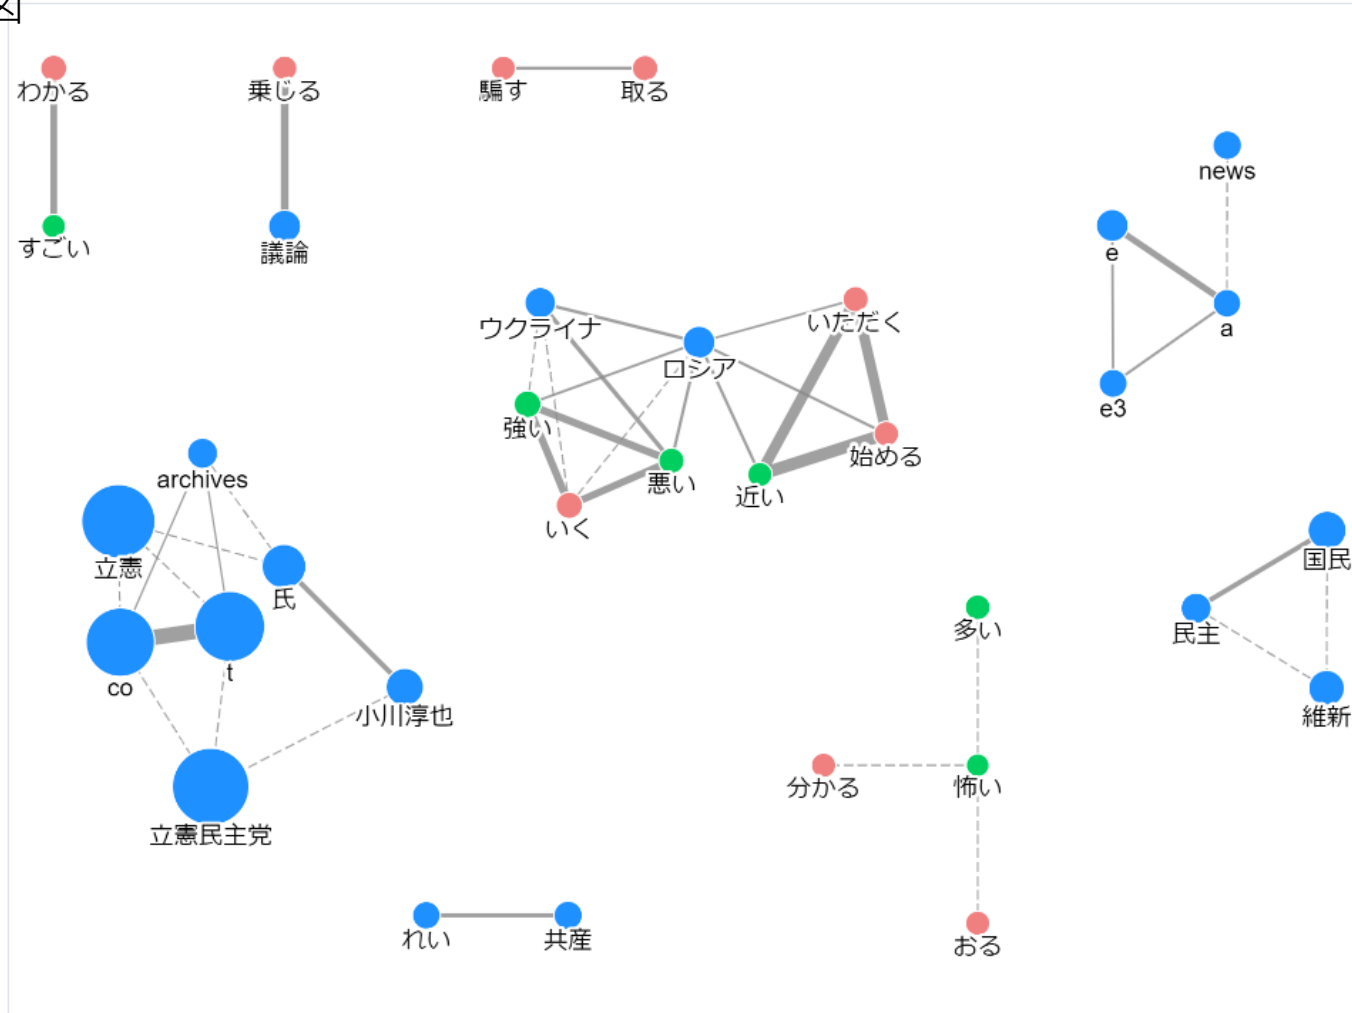 図
わかる
乗じる
騙す
取る
news
すごい
議論
e
a
ウクライナ
いただく
ロシア
e3
強い
始める
悪い
近い
archives
いく
立憲
国民
氏
多い
民主
t
co
小川淳也
維新
分かる
怖い
立憲民主党
れい
共産
おる